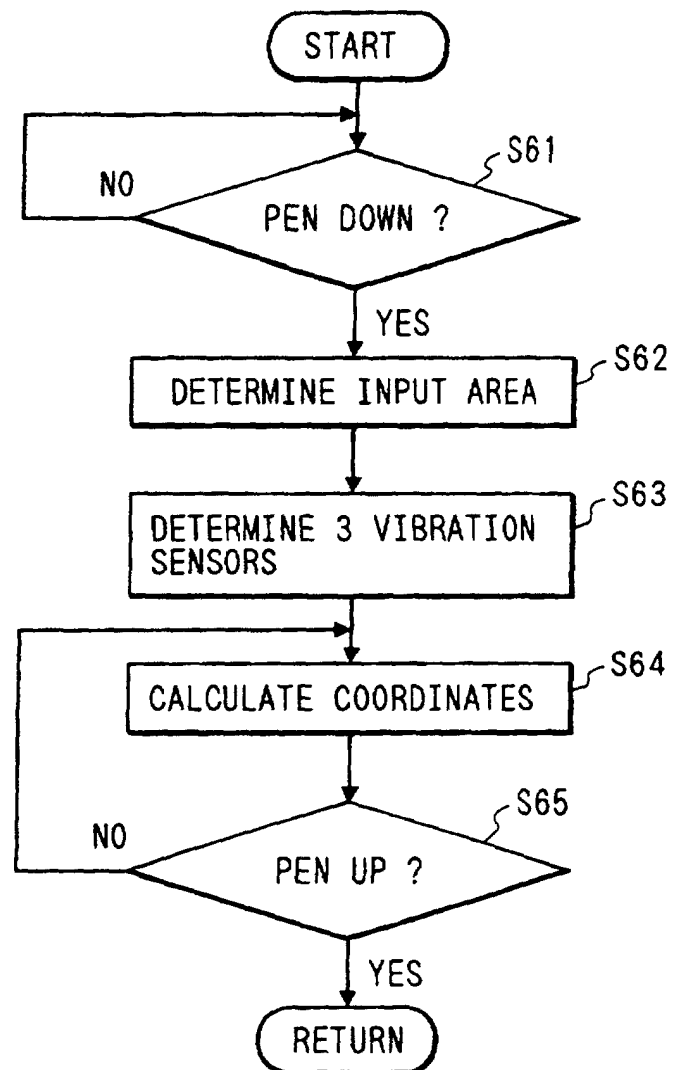 START
S61
NO
PEN DOWN ?
YES
S62
DETERMINE INPUT AREA
S63
DETERMINE 3 VIBRATION
SENSORS
S64
CALCULATE COORDINATES
S65
NO
PEN UP ?
YES
RETURN